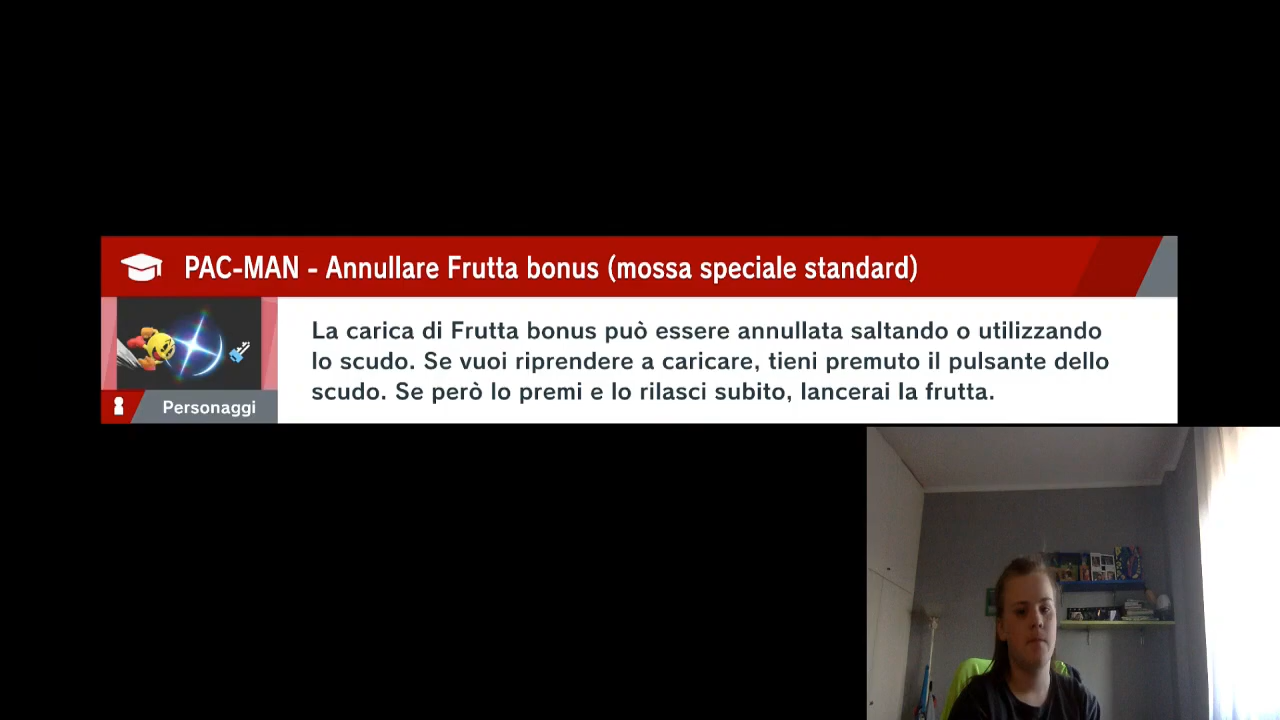 PAC-MAN - Annullare Frutta bonus (mossa speciale standard)
La carica di Frutta bonus può essere annullata saltando o utilizzando
lo scudo. Se vuoi riprendere a caricare, tieni premuto il pulsante dello
scudo. Se però lo premi e lo rilasci subito, lancerai la frutta.
Personaggi